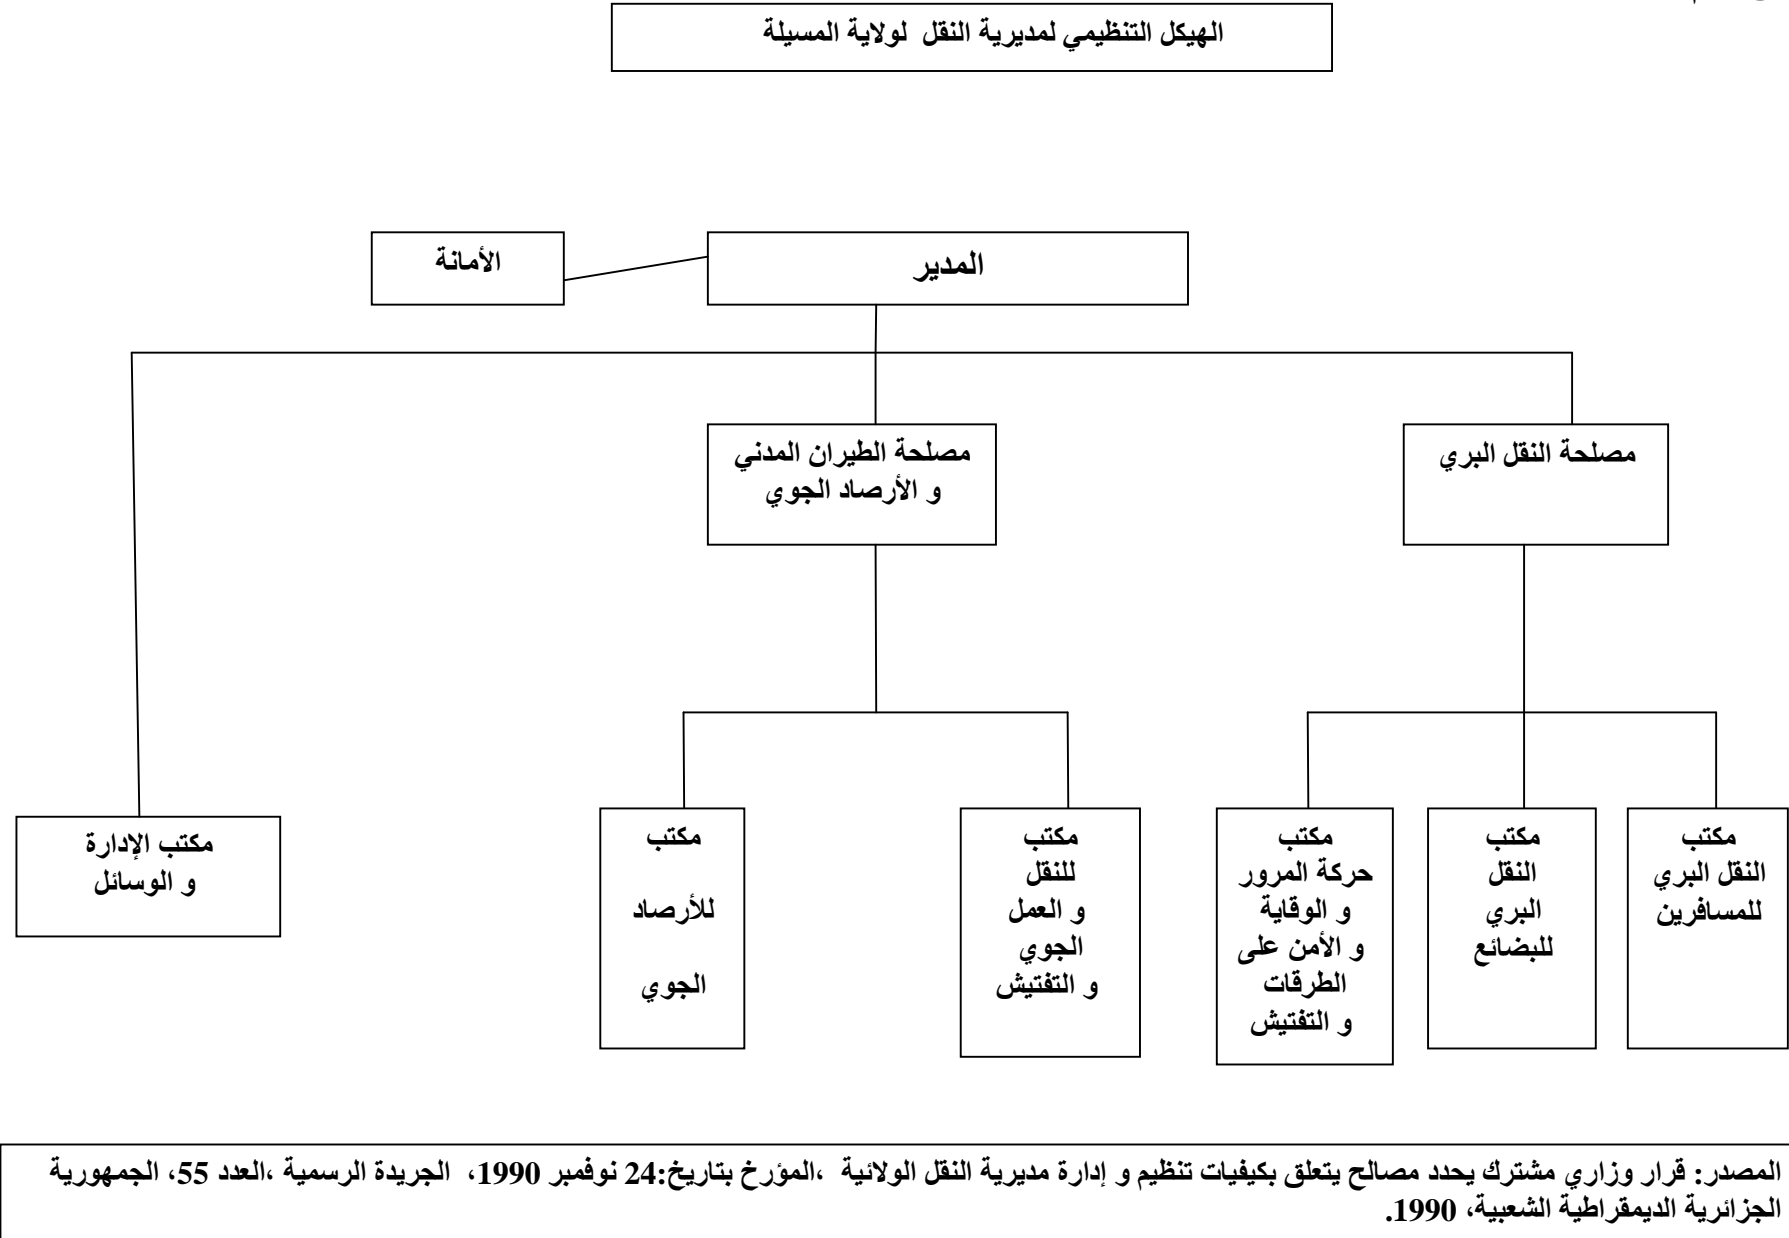 الهيكل التنظيمي لمديرية النقل لولاية المسيلة
المدير
الأمانة
مصلحة النقل البري
مصلحة الطيران المدني
و الأرصاد الجوي
مكتب
النقل البري
للمسافرين
مكتب
النقل
البري
للبضائع
مكتب
حركة المرور
و الوقاية
و الأمن على
الطرقات
و التفتيش
مكتب
للنقل
و العمل
الجوي
و التفتيش
مكتب
للأرصاد
الجوي
مكتب الإدارة
و الوسائل
المصدر: قرار وزاري مشترك يحدد مصالح يتعلق بكيفيات تنظيم و إدارة مديرية النقل الولائية ،المؤرخ بتاريخ:24 نوفمبر 1990، الجريدة الرسمية ،العدد 55، الجمهورية
الجزائرية الديمقراطية الشعبية، 1990.